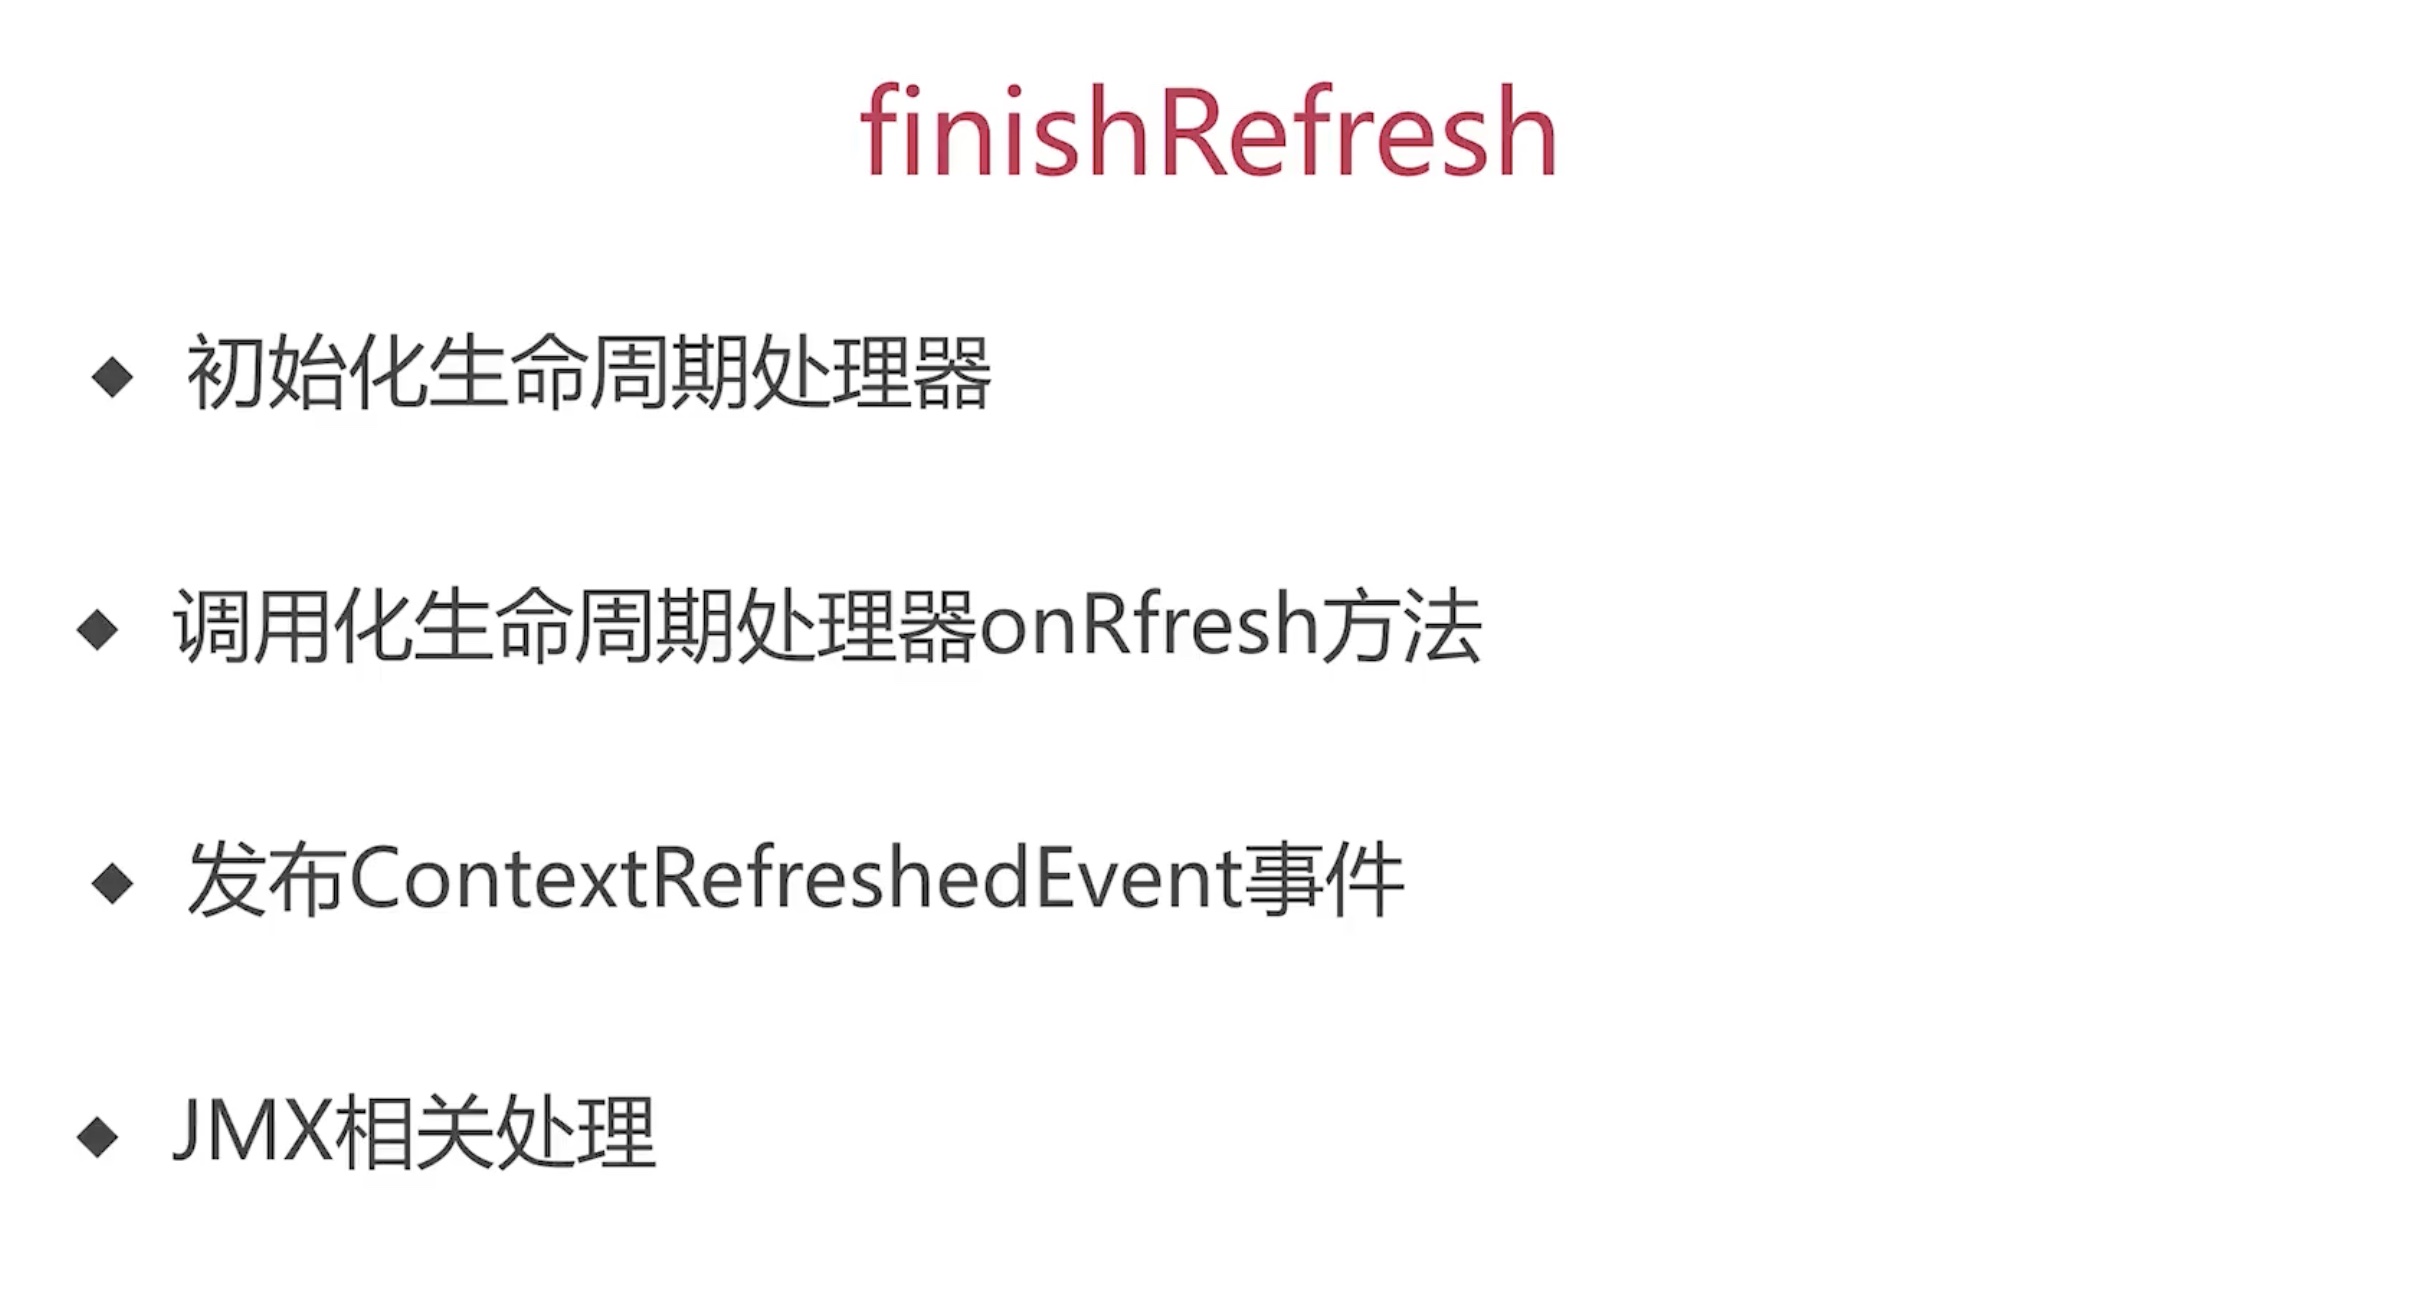 finishRefresh
初始化生命周期处理器
调用化生命周期处理器onRfresh方法
发布ContextRefreshedEvent事件
JMX相关处理